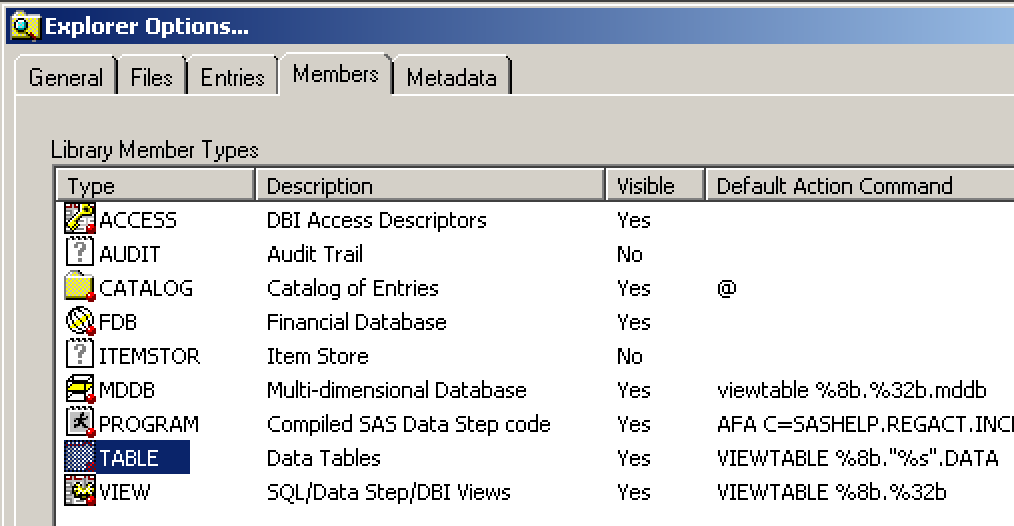 Explorer Options...
General Files Entries Members Metadata
Library Member Types
Type Description Visible Default Action Command
ACCESS DBI Access Descriptors Yes
? AUDIT Audit Trail No
CATALOG Catalog of Entries Yes @
FDB Financial Database Yes
? ITEMSTOR Item Store No
MDDB Multi-dimensional Database Yes viewtable %8b.%32b.mddb
PROGRAM Compiled SAS Data Step code Yes AFA C=SASHELP.REGACT.INCL
TABLE Data Tables Yes VIEWTABLE %8b."%s".DATA
VIEW SQL/Data Step/DBI Views Yes VIEWTABLE %8b.%32b